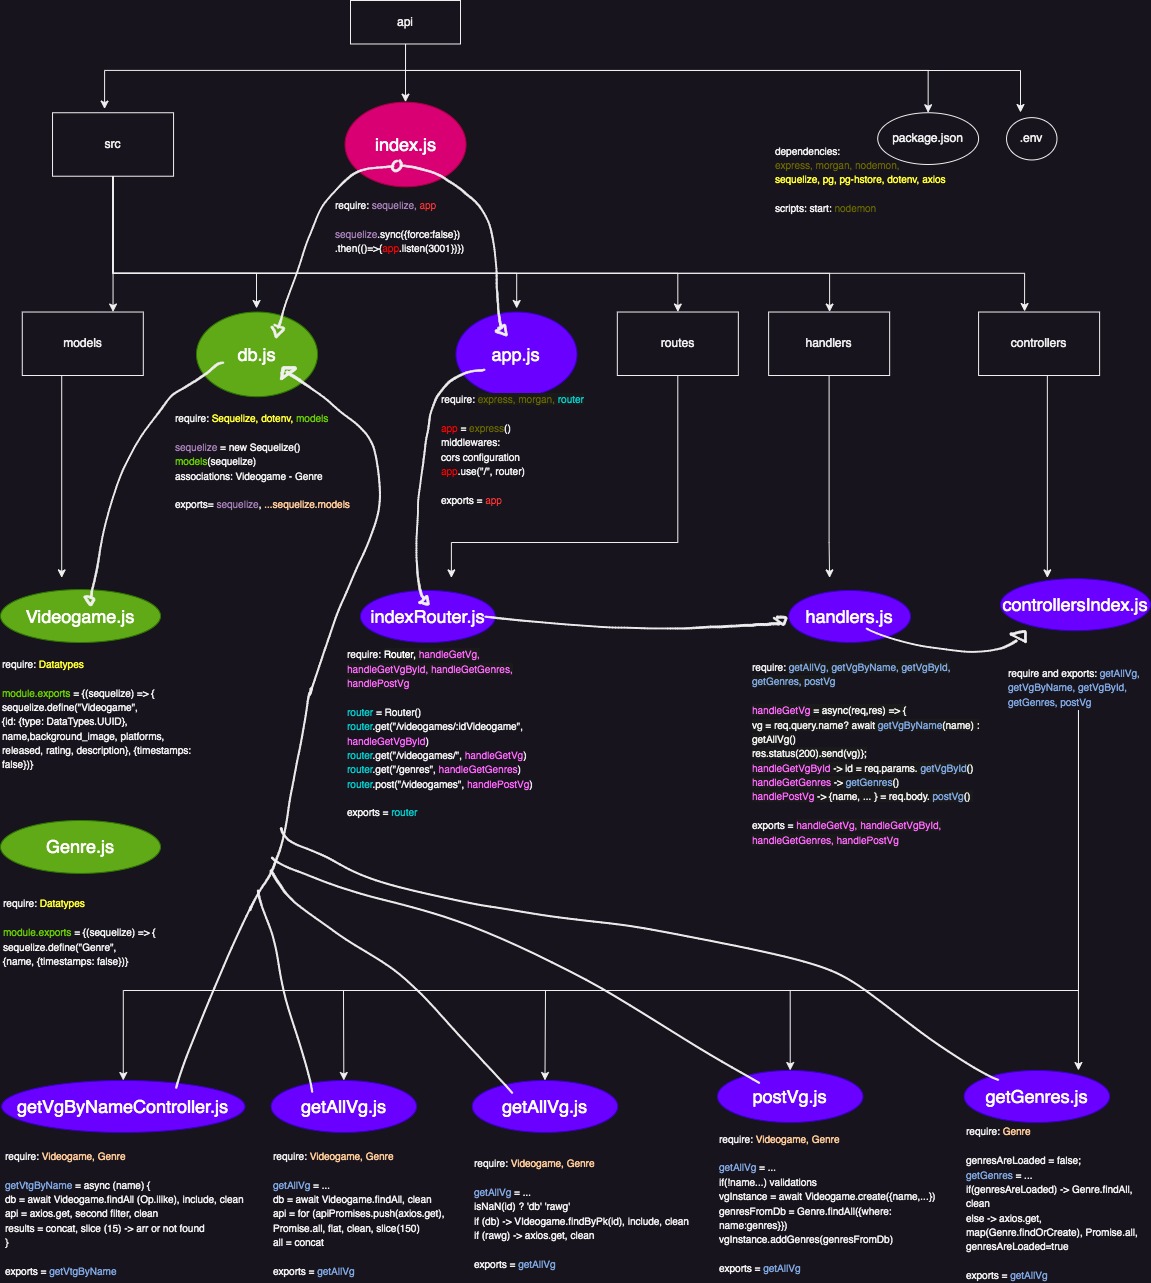 api
src
index.js
package.json
.env
dependencies:
express, morgan, nodemon,
sequelize, pg, pg-hstore, dotenv, axios
scripts: start: nodemon
require: sequelize, app
sequelize.sync({force:false})
.then(()=>{app.listen(3001)})
models
db.js
app.js
routes
handlers
controllers
require: Sequelize, dotenv, models
sequelize = new Sequelize()
models(sequelize)
associations: Videogame - Genre
exports= sequelize, ...sequelize.models
require: express, morgan, router
app = express()
middlewares:
cors configuration
app.use("/", router)
exports = app
Videogame.js
indexRouter.js
handlers.js
controllersIndex.js
require: Datatypes
module.exports = {(sequelize) => {
sequelize.define("Videogame",
{id: {type: DataTypes.UUID},
name,background_image, platforms,
released, rating, description}, {timestamps:
false})}
require: Router, handleGetVg,
handleGetVgById, handleGetGenres,
handlePostVg
router = Router()
router.get("/videogames/:idVideogame",
handleGetVgById)
router.get("/videogames/", handleGetVg)
router.get("/genres", handleGetGenres)
router.post("/videogames", handlePostVg)
exports = router
require: getAllVg, getVgByName, getVgById,
getGenres, postVg
handleGetVg = async(req,res) => {
vg = req.query.name? await getVgByName(name) :
getAllVg()
res.status(200).send(vg)};
handleGetVgById -> id = req.params. getVgById()
handleGetGenres -> getGenres()
handlePostVg -> {name, ... } = req.body. postVg()
exports = handleGetVg, handleGetVgById,
handleGetGenres, handlePostVg
require and exports: getAllVg,
getVgByName, getVgById,
getGenres, postVg
Genre.js
require: Datatypes
module.exports = {(sequelize) => {
sequelize.define("Genre",
{name, {timestamps: false})}
getVgByNameController.js
getAllVg.js
getAllVg.js
postVg.js
getGenres.js
require: Videogame, Genre
getVtgByName = async (name) {
db = await Videogame.findAll (Op.ilike), include, clean
api = axios.get, second filter, clean
results = concat, slice (15) -> arr or not found
}
exports = getVtgByName
require: Videogame, Genre
getAllVg = ...
db = await Videogame.findAll, clean
api = for (apiPromises.push(axios.get),
Promise.all, flat, clean, slice(150)
all = concat
exports = getAllVg
require: Videogame, Genre
getAllVg = ...
isNaN(id) ? 'db' 'rawg'
if (db) -> VIdeogame.findByPk(id), include, clean
if (rawg) -> axios.get, clean
exports = getAllVg
require: Videogame, Genre
getAllVg = ...
if(!name...) validations
vgInstance = await Videogame.create({name,...})
genresFromDb = Genre.findAll({where:
name:genres}))
vgInstance.addGenres(genresFromDb)
exports = getAllVg
require: Genre
genresAreLoaded = false;
getGenres = ...
if(genresAreLoaded) -> Genre.findAll,
clean
else -> axios.get,
map(Genre.findOrCreate), Promise.all,
genresAreLoaded=true
exports = getAllVg